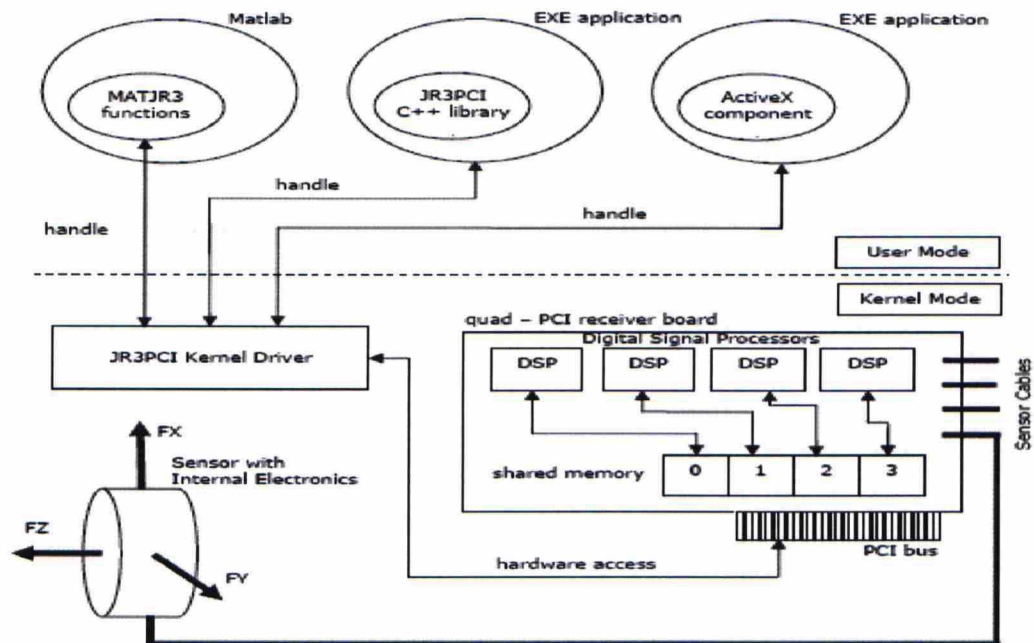 Matlab
EXE application
EXE application
MATJR3
functions
JR3PCI
C++ library
ActiveX
component
handle
handle
handle
User Mode
Kernel Mode
quad – PCI receiver board
Digital Signal Processors
JR3PCI Kernel Driver
DSP
DSP
DSP
DSP
Sensor Cables
FX
Sensor with
Internal Electronics
shared memory
0
1
2
3
FZ
FY
PCI bus
hardware access